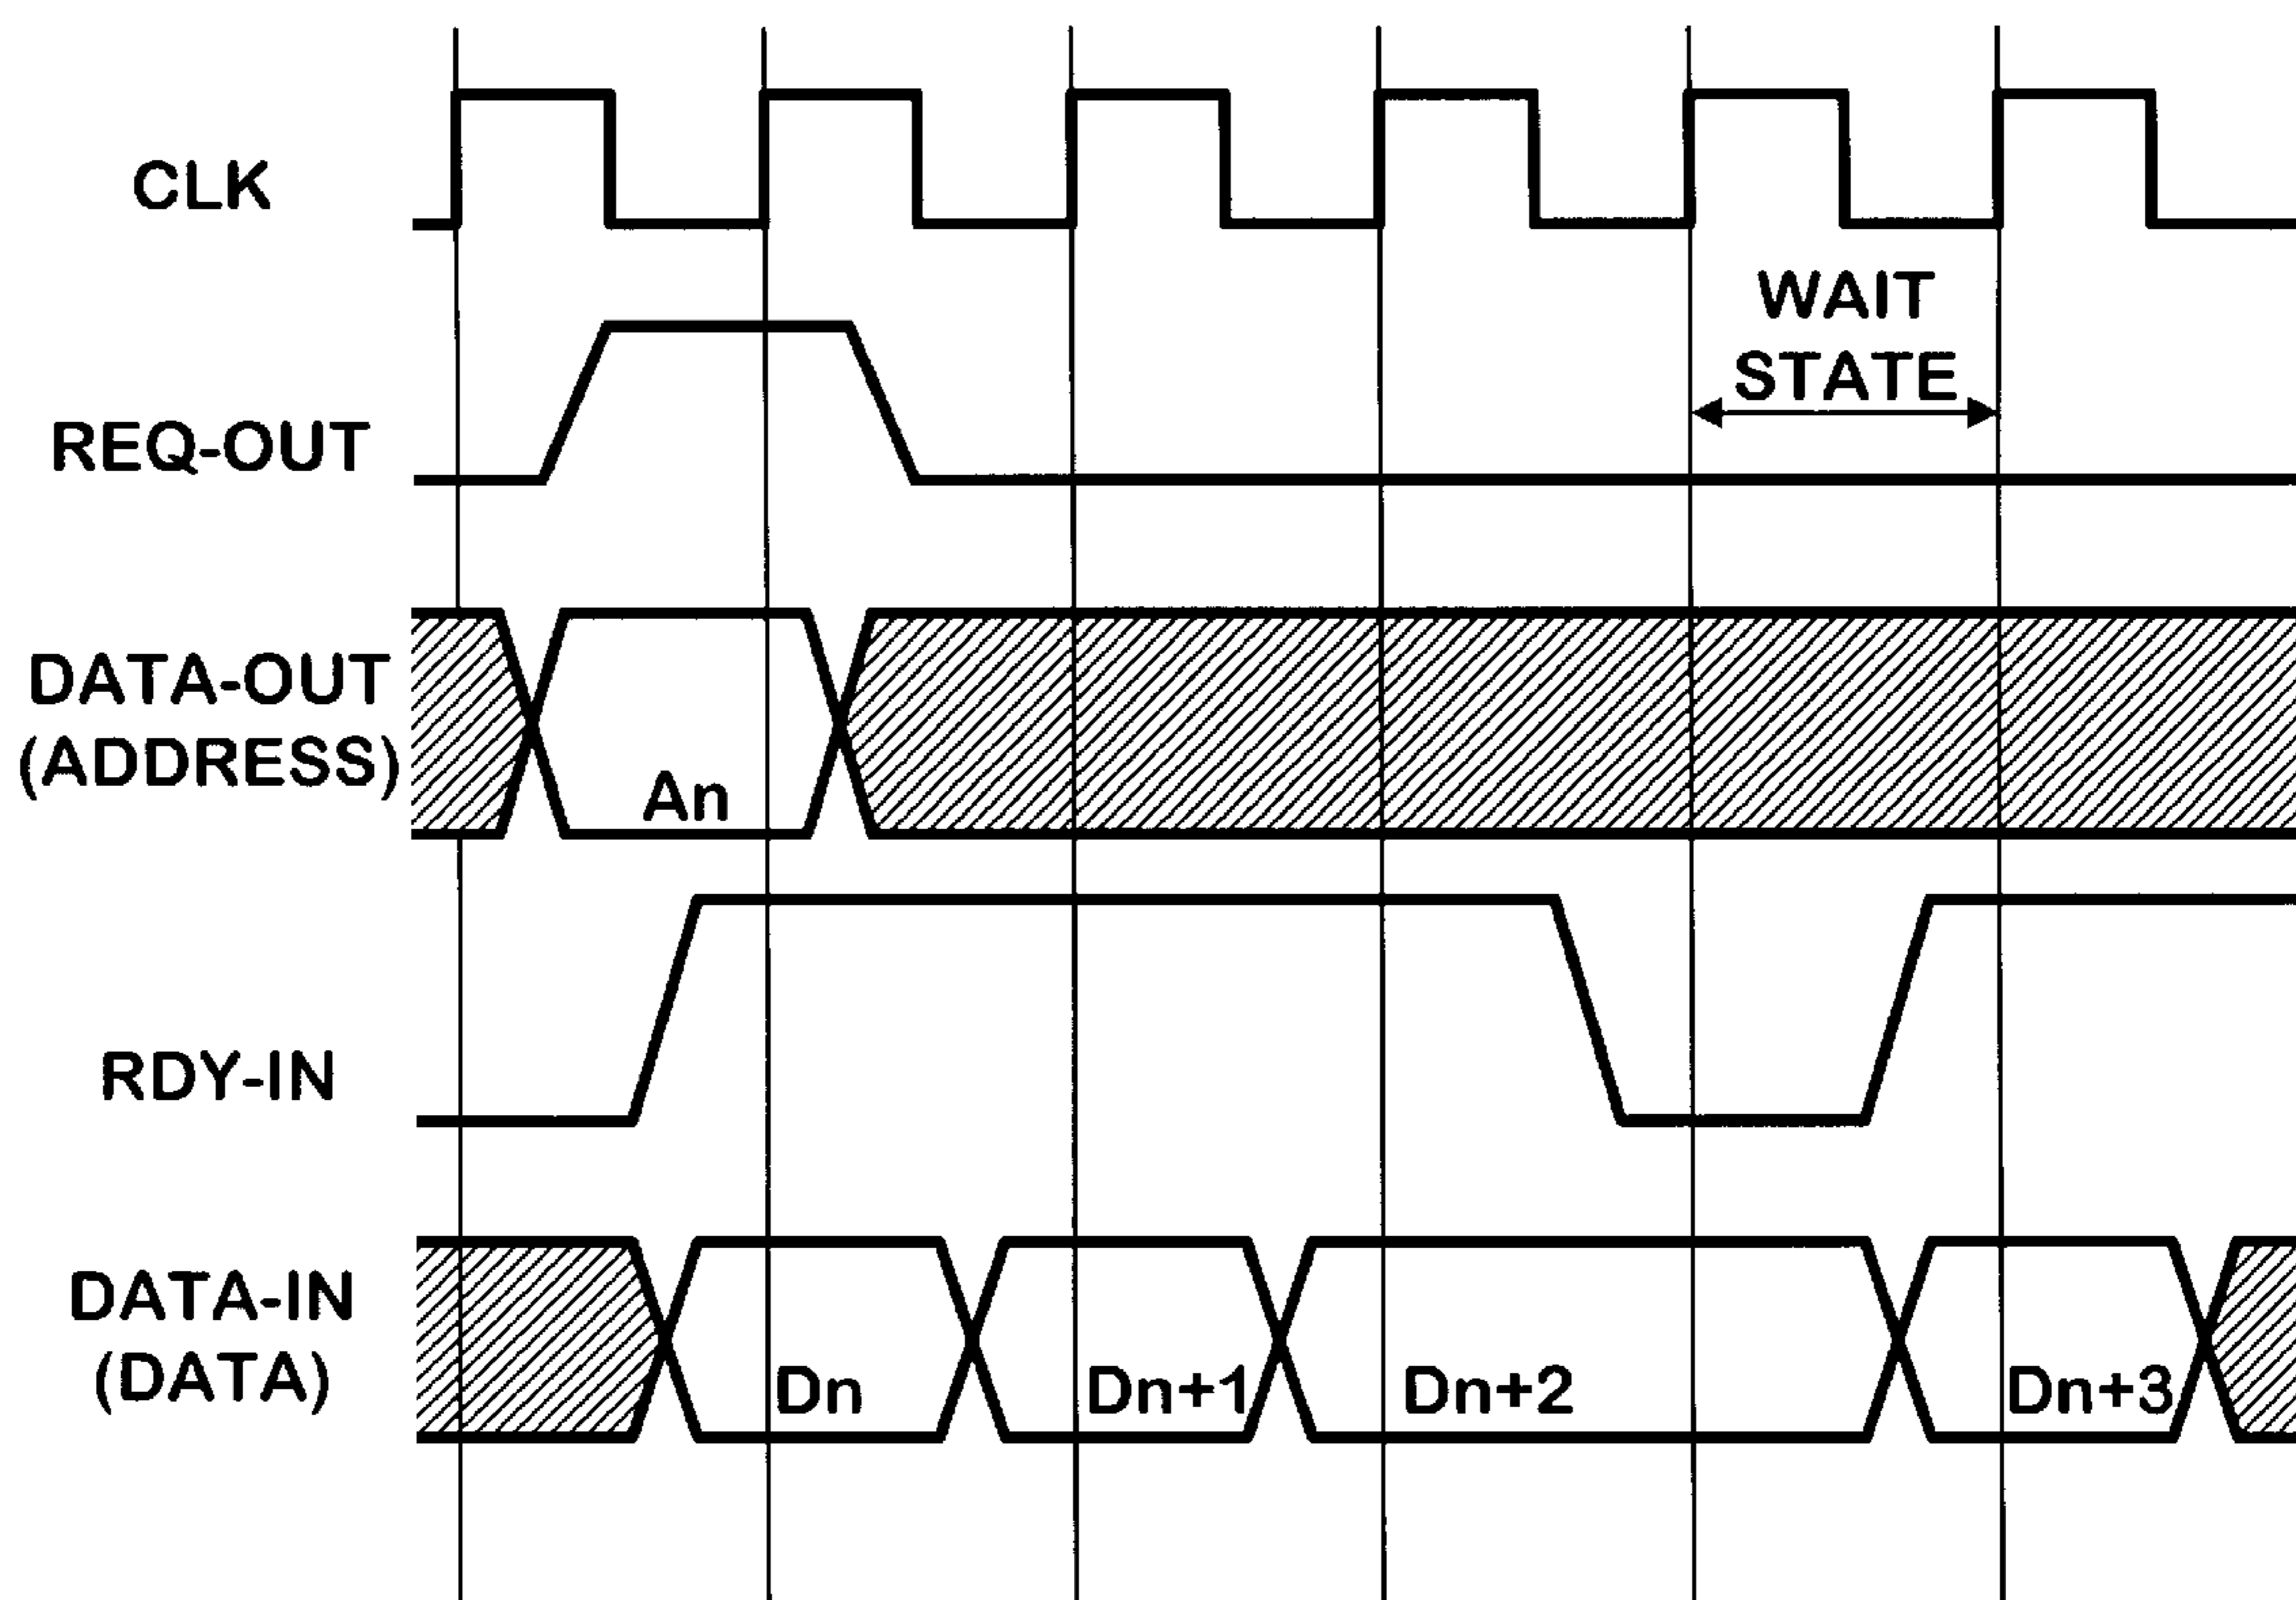 CLK
WAIT
STATE
REQ-OUT
DATA-OUT
(ADDRESS)
An
RDY-IN
DATA-IN
(DATA)
Dn
Dn+1
Dn+2
Dn+3